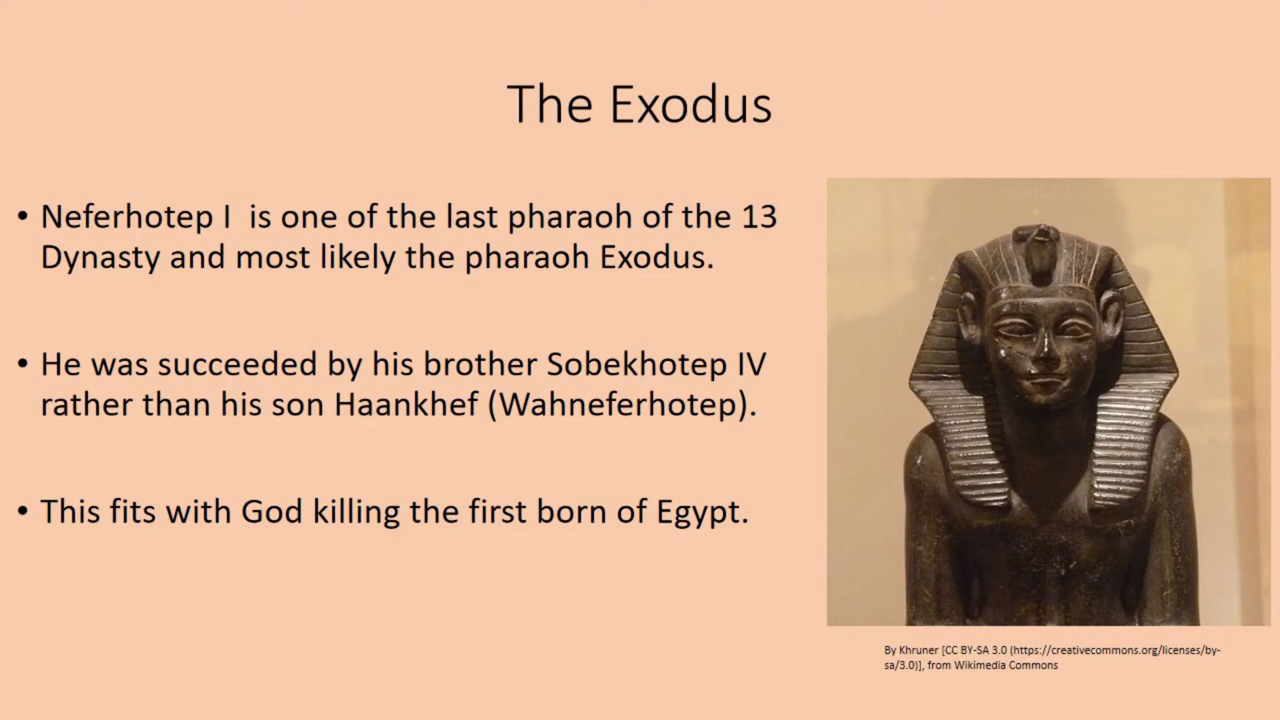 The Exodus
• Neferhotep I  is one of the last pharaoh of the 13
Dynasty and most likely the pharaoh Exodus.
• He was succeeded by his brother Sobekhotep IV
rather than his son Haankhef (Wahneferhotep).
• This fits with God killing the first born of Egypt.
By Khruner [CC BY-SA 3.0 (https://creativecommons.org/licenses/by-
sa/3.0)], from Wikimedia Commons